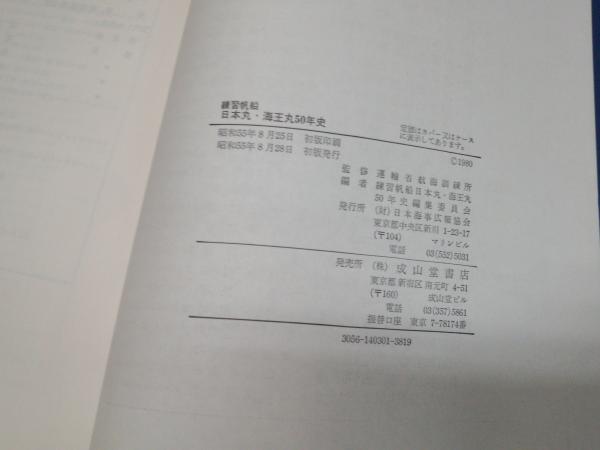 練習帆船
日本丸・海王丸50年史
定価はカバーズはケース
に表示してあります。
昭和55年8月25日 初版印刷
昭和55年8月28日 初版発行
©1980
監修 運輸省航海訓練所
編者 練習帆船日本丸・海王丸
50年史編集委員会
発行所 (財)日本海事広報協会
東京都中央区新川1-23-17
(〒104) マリンビル
電話 03(552)5031
発売所 (株)成山堂書店
東京都新宿区南元町4-51
(〒160) 成山堂ビル
電話 03(357)5861
振替口座 東京7-78174番
3056-140301-3819